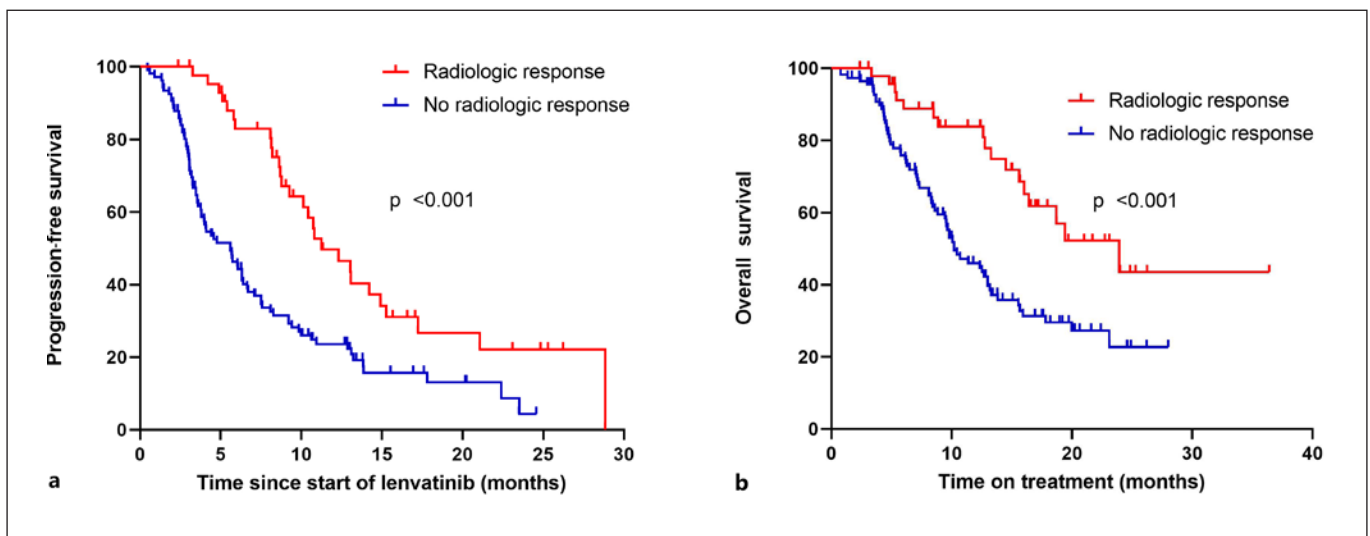 Progression-free survival
100
80
60
40
20
0
0 5 10 15 20 25 30
Time since start of lenvatinib (months)
Radiologic response
No radiologic response
p <0.001
a
Overall survival
100
80
60
40
20
0
0 10 20 30 40
Time on treatment (months)
Radiologic response
No radiologic response
p <0.001
b